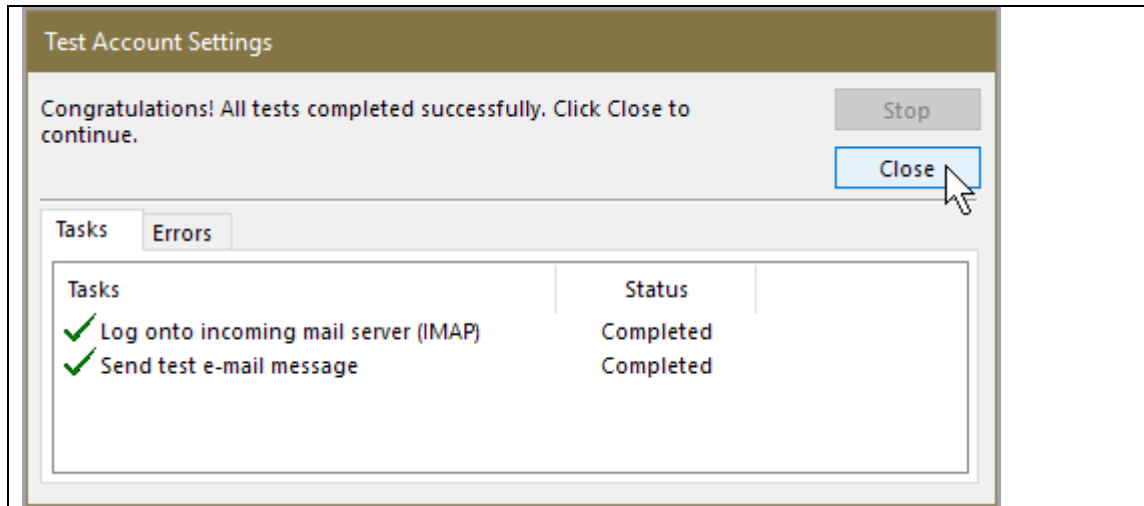 Test Account Settings
Congratulations! All tests completed successfully. Click Close to
continue.
Stop
Close
Tasks
Errors
Tasks Status
Log onto incoming mail server (IMAP) Completed
Send test e-mail message Completed